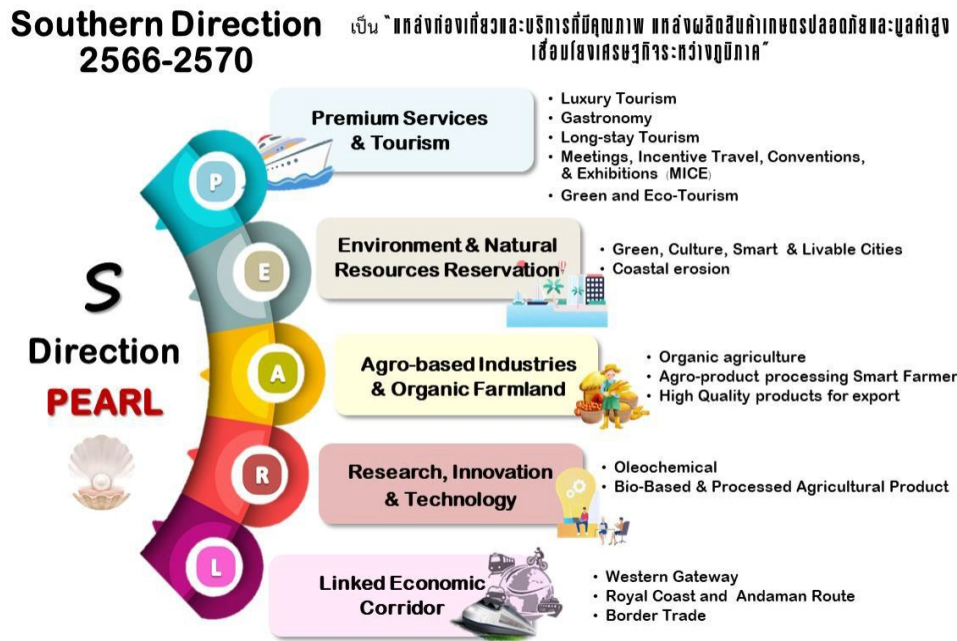 Southern Direction
2566-2570
เป็น "แหล่งท่องเที่ยวและบริการที่มีคุณภาพ แหล่งผลิตสินค้าเกษตรปลอดภัยและมูลค่าสูง
เชื่อมโยงเศรษฐกิจระหว่างภูมิภาค"
S
Direction
PEARL
P
Premium Services
& Tourism
• Luxury Tourism
• Gastronomy
• Long-stay Tourism
• Meetings, Incentive Travel, Conventions,
& Exhibitions (MICE)
• Green and Eco-Tourism
E
Environment & Natural
Resources Reservation
• Green, Culture, Smart & Livable Cities
• Coastal erosion
A
Agro-based Industries
& Organic Farmland
• Organic agriculture
• Agro-product processing Smart Farmer
• High Quality products for export
R
Research, Innovation
& Technology
• Oleochemical
• Bio-Based & Processed Agricultural Product
L
Linked Economic
Corridor
• Western Gateway
• Royal Coast and Andaman Route
• Border Trade